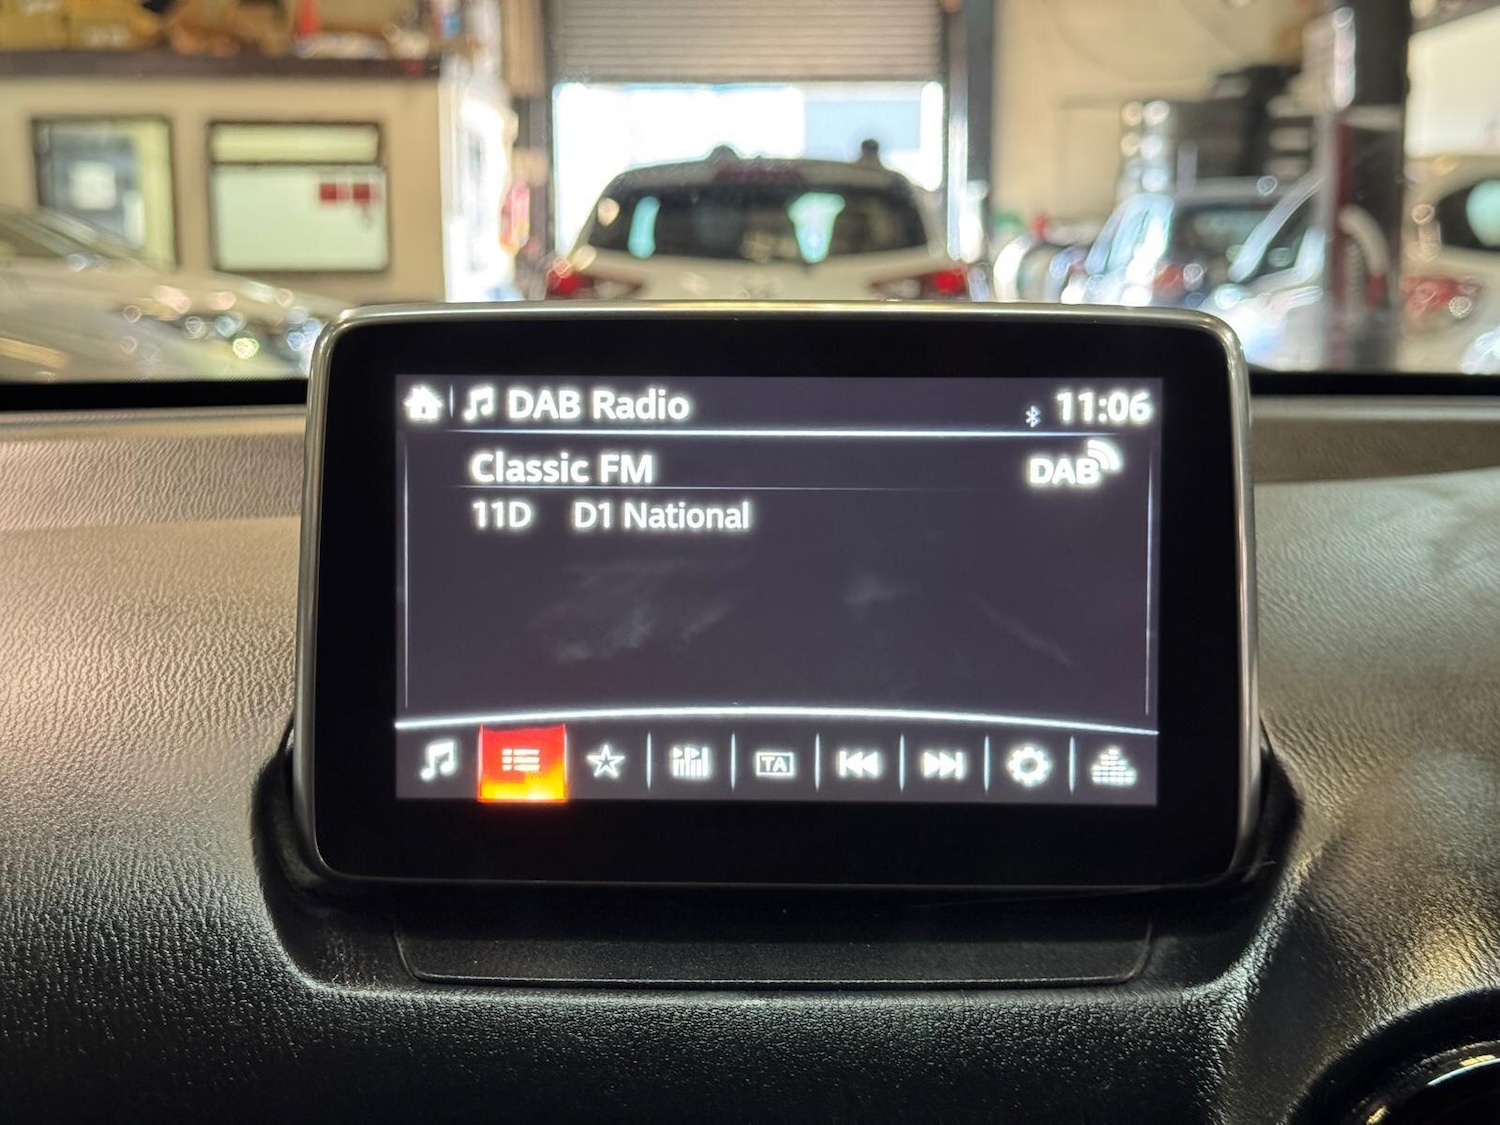 DAB Radio 11:06
Classic FM DAB
11D D1 National
TA